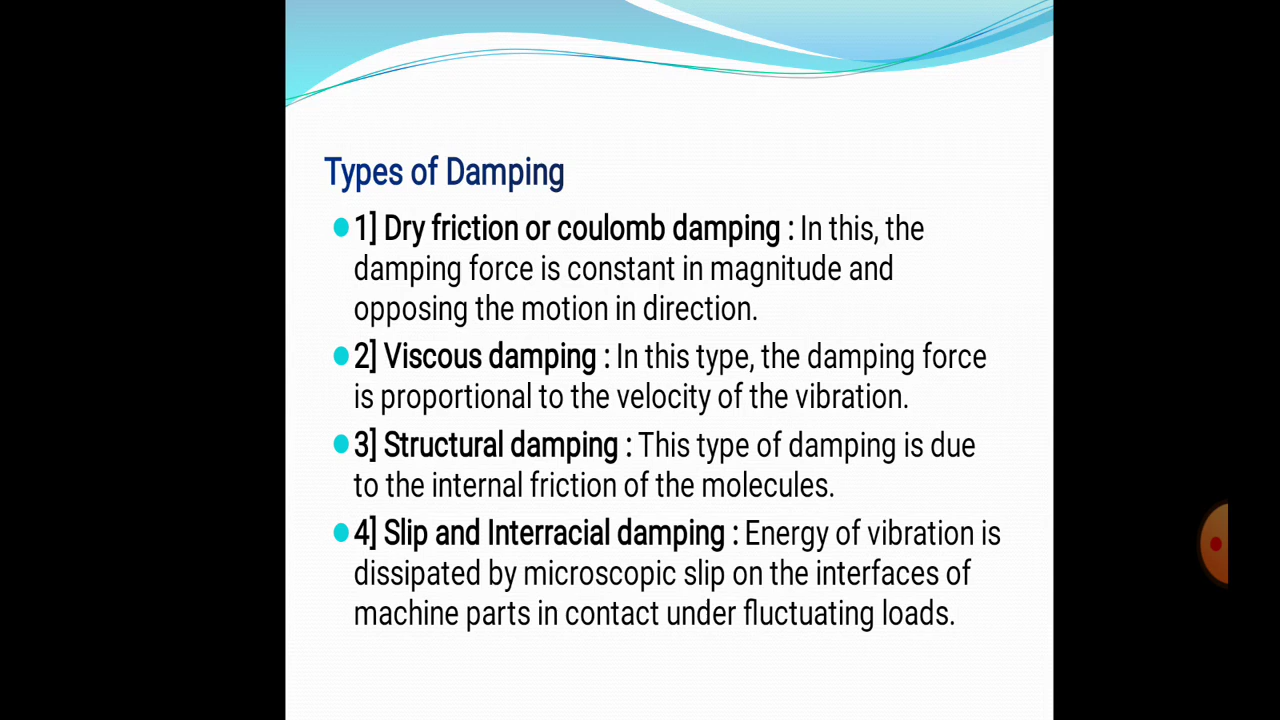 Types of Damping
1] Dry friction or coulomb damping : In this, the
damping force is constant in magnitude and
opposing the motion in direction.
2] Viscous damping : In this type, the damping force
is proportional to the velocity of the vibration.
3] Structural damping : This type of damping is due
to the internal friction of the molecules.
4] Slip and Interracial damping : Energy of vibration is
dissipated by microscopic slip on the interfaces of
machine parts in contact under fluctuating loads.